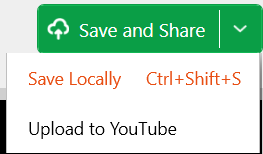 Save and Share
Save Locally Ctrl+Shift+S
Upload to YouTube